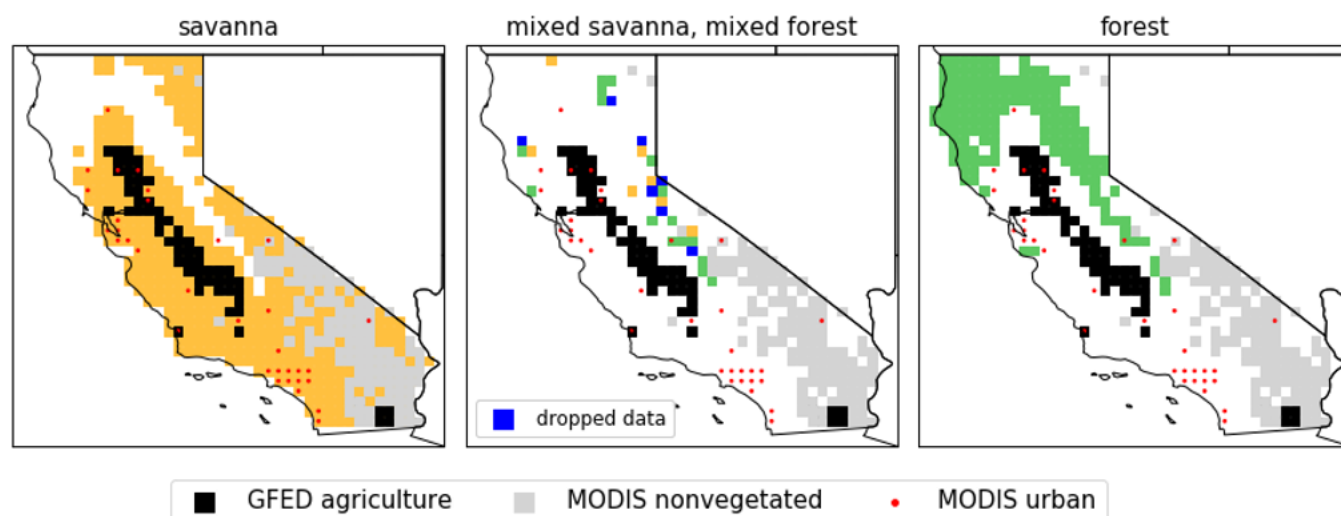 savanna
mixed savanna, mixed forest
forest
dropped data
GFED agriculture
MODIS nonvegetated
MODIS urban